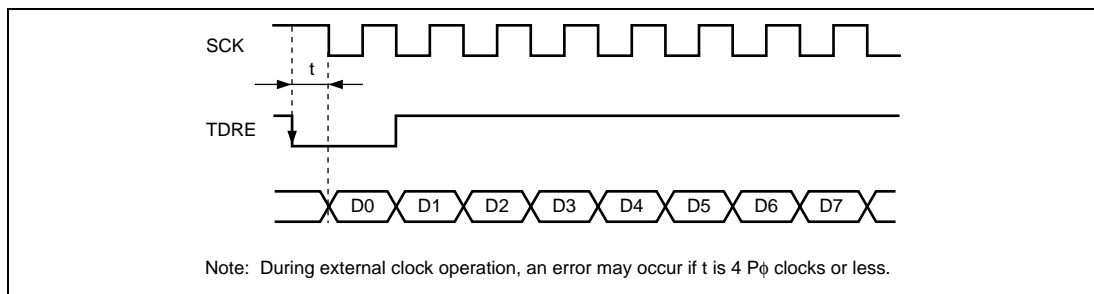 SCK
t
TDRE
D0 D1 D2 D3 D4 D5 D6 D7
Note: During external clock operation, an error may occur if t is 4 Pϕ clocks or less.